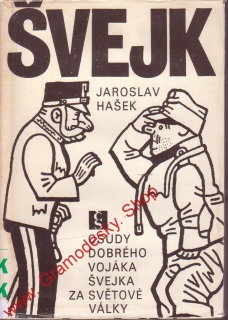 ŠVEJK
JAROSLAV
HAŠEK
OSUDY
DOBRÉHO
VOJÁKA
ŠVEJKA
ZA SVĚTOVÉ
VÁLKY
www.Gramodesky.Shop